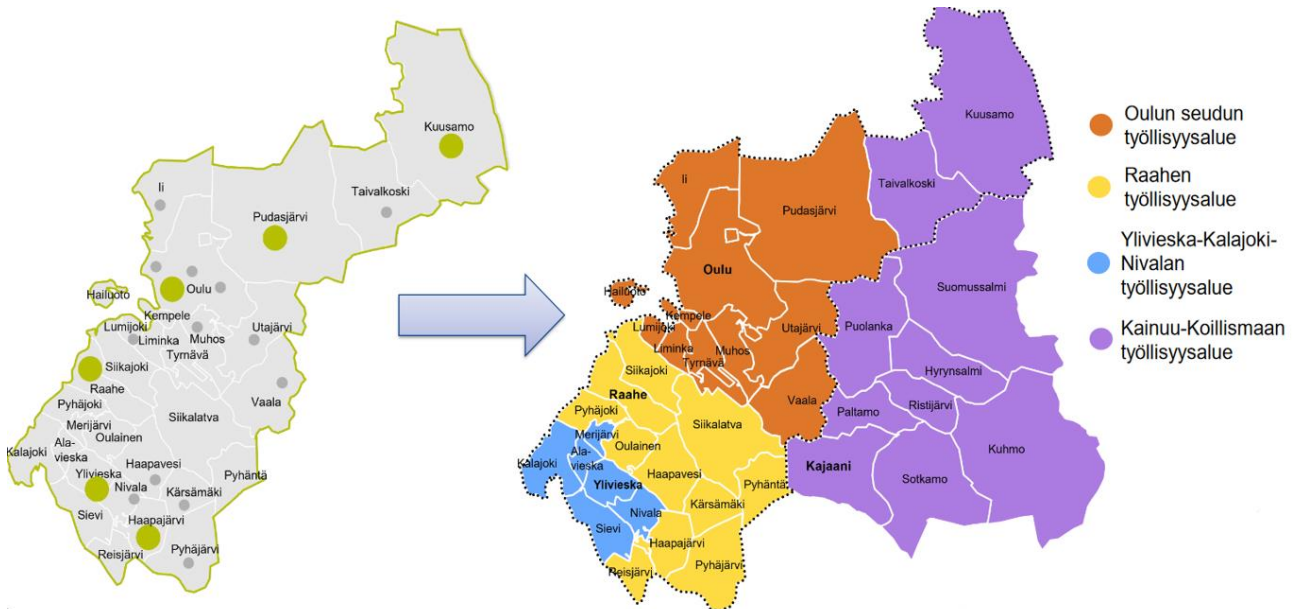 Kuusamo
Taivalkoski
Ii
Pudasjärvi
Oulu
Hailuoto
Kempele
Lumijoki
Liminka
Muhos
Tyrnävä
Utajärvi
Siikajoki
Raahe
Vaala
Pyhäjoki
Siikalatva
Merijärvi
Oulainen
Ala-
vieska
Kalajoki
Haapavesi
Ylivieska
Nivala
Pyhäntä
Kärsämäki
Sievi
Haapajärvi
Reisjärvi
Pyhäjärvi
Kuusamo
Taivalkoski
Ii
Pudasjärvi
Oulu
Hailuoto
Kempele
Lumijoki
Liminka
Muhos
Tyrnävä
Utajärvi
Suomussalmi
Puolanka
Siikajoki
Hyrynsalmi
Raahe
Vaala
Pyhäjoki
Siikalatva
Paltamo
Ristijärvi
Merijärvi
Oulainen
Ala-
vieska
Kalajoki
Haapavesi
Kajaani
Kuhmo
Ylivieska
Pyhäntä
Sotkamo
Kärsämäki
Nivala
Sievi
Haapajärvi
Pyhäjärvi
Reisjärvi
Oulun seudun
työllisyysalue
Raahen
työllisyysalue
Ylivieska-Kalajoki-
Nivalan
työllisyysalue
Kainuu-Koillismaan
työllisyysalue